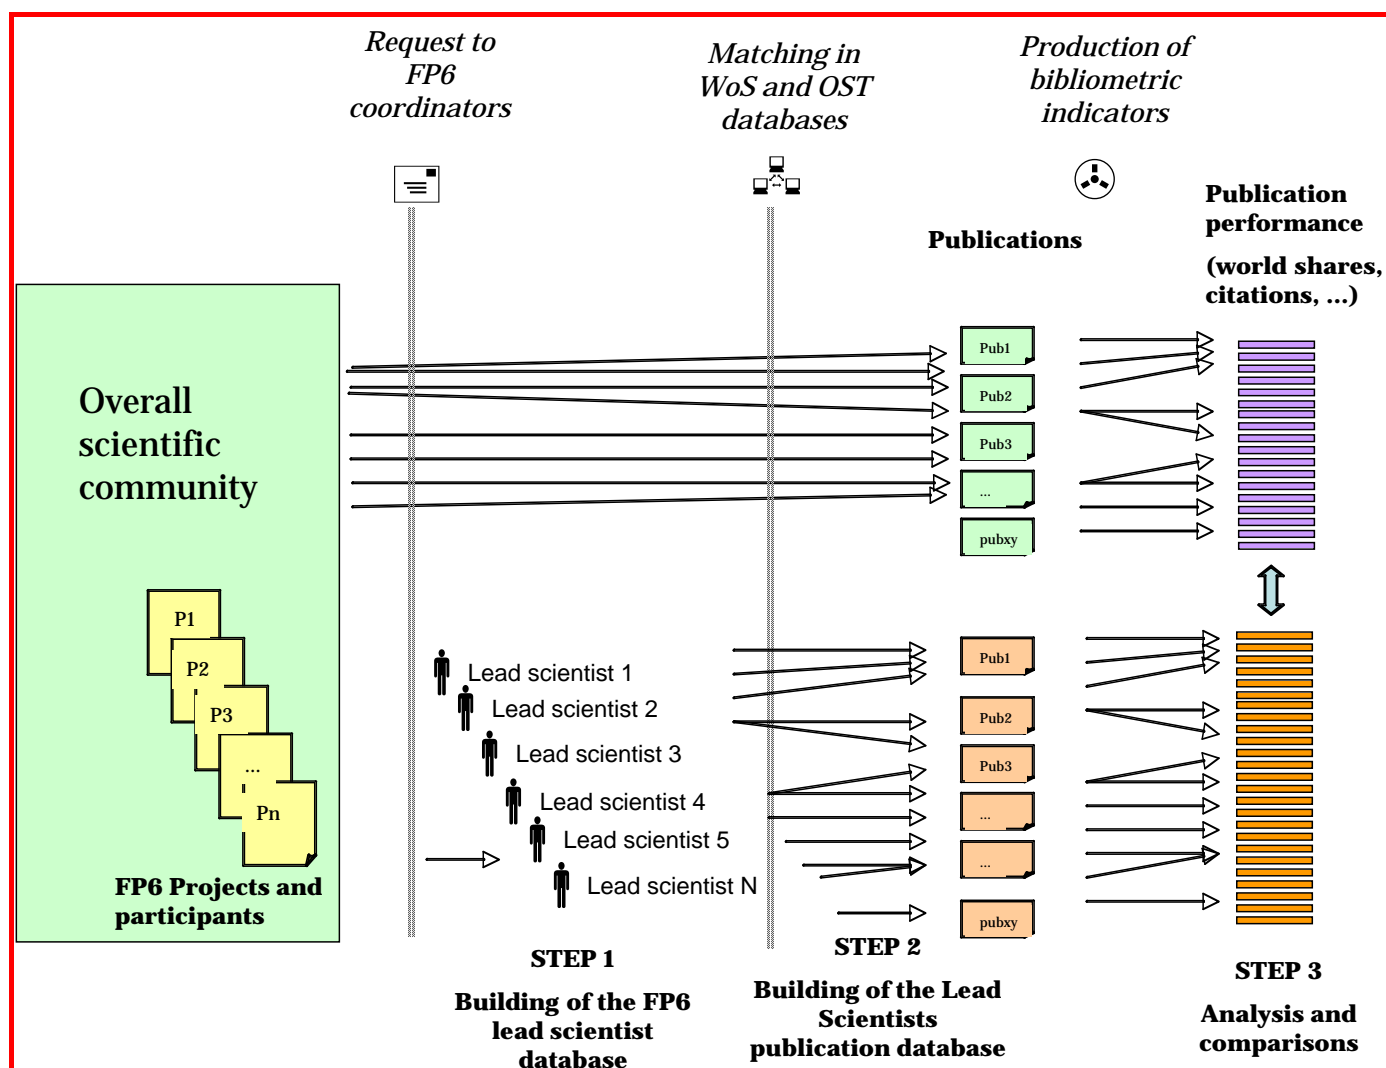 Request to
FP6
coordinators
Matching in
WoS and OST
databases
Production of
bibliometric
indicators
Publications
Publication
performance
(world shares,
citations, ...)
Overall
scientific
community
Pub1
Pub2
Pub3
...
pubxy
P1
P2
P3
...
Pn
FP6 Projects and
participants
Lead scientist 1
Lead scientist 2
Lead scientist 3
Lead scientist 4
Lead scientist 5
Lead scientist N
Pub1
Pub2
Pub3
...
...
pubxy
STEP 1
Building of the FP6
lead scientist
database
STEP 2
Building of the Lead
Scientists
publication database
STEP 3
Analysis and
comparisons